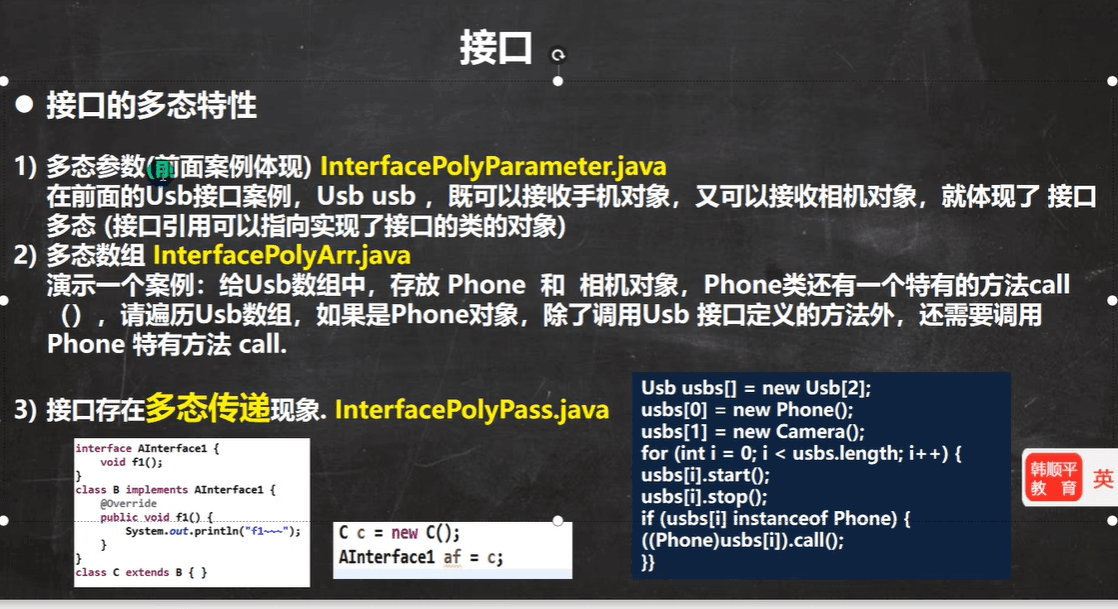 接口
● 接口的多态特性
1) 多态参数(前面案例体现) InterfacePolyParameter.java
在前面的Usb接口案例，Usb usb ，既可以接收手机对象，又可以接收相机对象，就体现了 接口
多态 (接口引用可以指向实现了接口的类的对象)
2) 多态数组 InterfacePolyArr.java
演示一个案例：给Usb数组中，存放 Phone 和 相机对象，Phone类还有一个特有的方法call
（），请遍历Usb数组，如果是Phone对象，除了调用Usb 接口定义的方法外，还需要调用
Phone 特有方法 call.
3) 接口存在多态传递现象. InterfacePolyPass.java
interface AInterface1 {
void f1();
}
class B implements AInterface1 {
@Override
public void f1() {
System.out.println("f1~~~");
}
}
class C extends B { }
C c = new C();
AInterface1 af = c;
Usb usbs[] = new Usb[2];
usbs[0] = new Phone();
usbs[1] = new Camera();
for (int i = 0; i < usbs.length; i++) {
usbs[i].start();
usbs[i].stop();
if (usbs[i] instanceof Phone) {
((Phone)usbs[i]).call();
}}
韩顺平
教 育
英